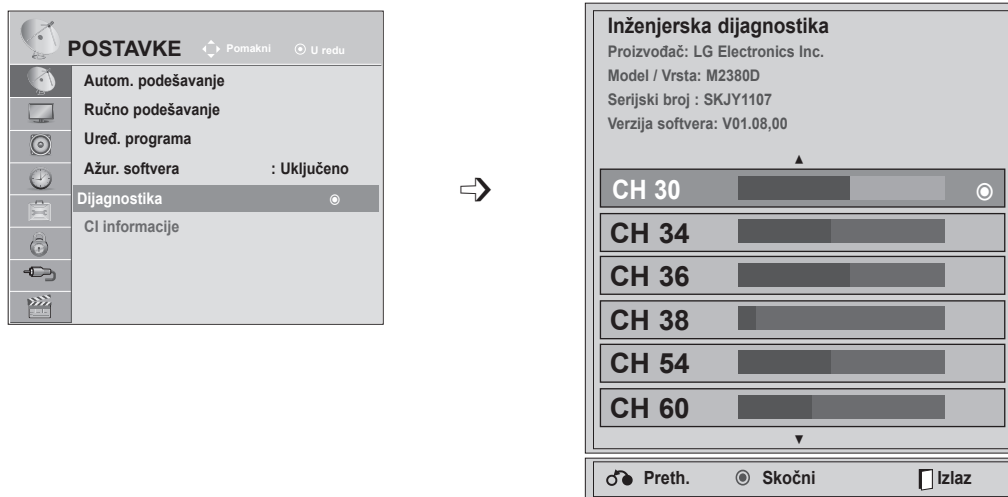 POSTAVKE Pomakni U redu
Autom. podešavanje
Ručno podešavanje
Uređ. programa
Ažur. softvera : Uključeno
Dijagnostika
CI informacije
Inženjerska dijagnostika
Proizvođač: LG Electronics Inc.
Model / Vrsta: M2380D
Serijski broj : SKJY1107
Verzija softvera: V01.08,00
CH 30
CH 34
CH 36
CH 38
CH 54
CH 60
Preth. Skočni Izlaz